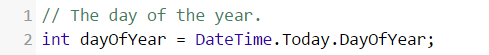 1 // The day of the year.
2 int dayOfYear = DateTime.Today.DayOfYear;